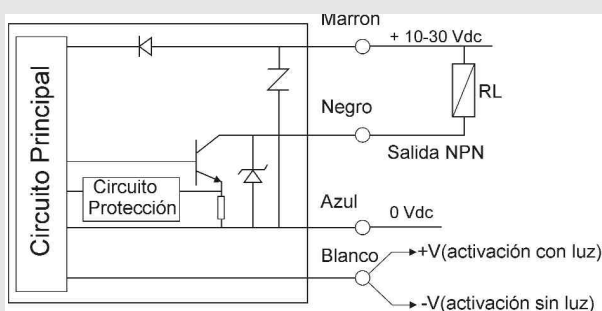 Marron
+ 10-30 Vdc
RL
Negro
Salida NPN
Circuito Principal
Circuito
Protección
Azul
0 Vdc
Blanco
+V(activación con luz)
-V(activación sin luz)